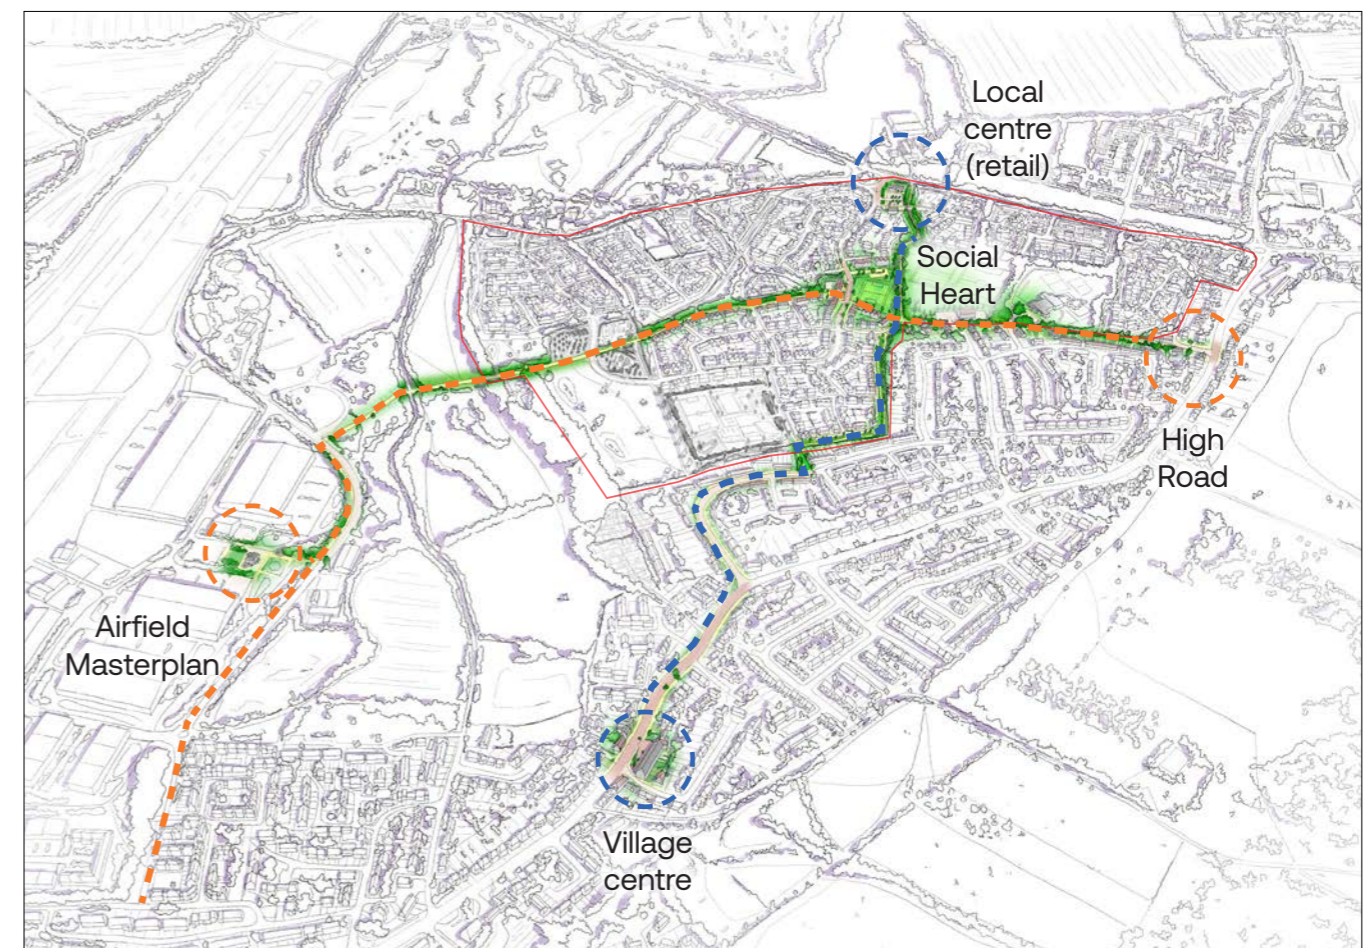 Local
centre
(retail)
Social
Heart
High
Road
Airfield
Masterplan
Village
centre